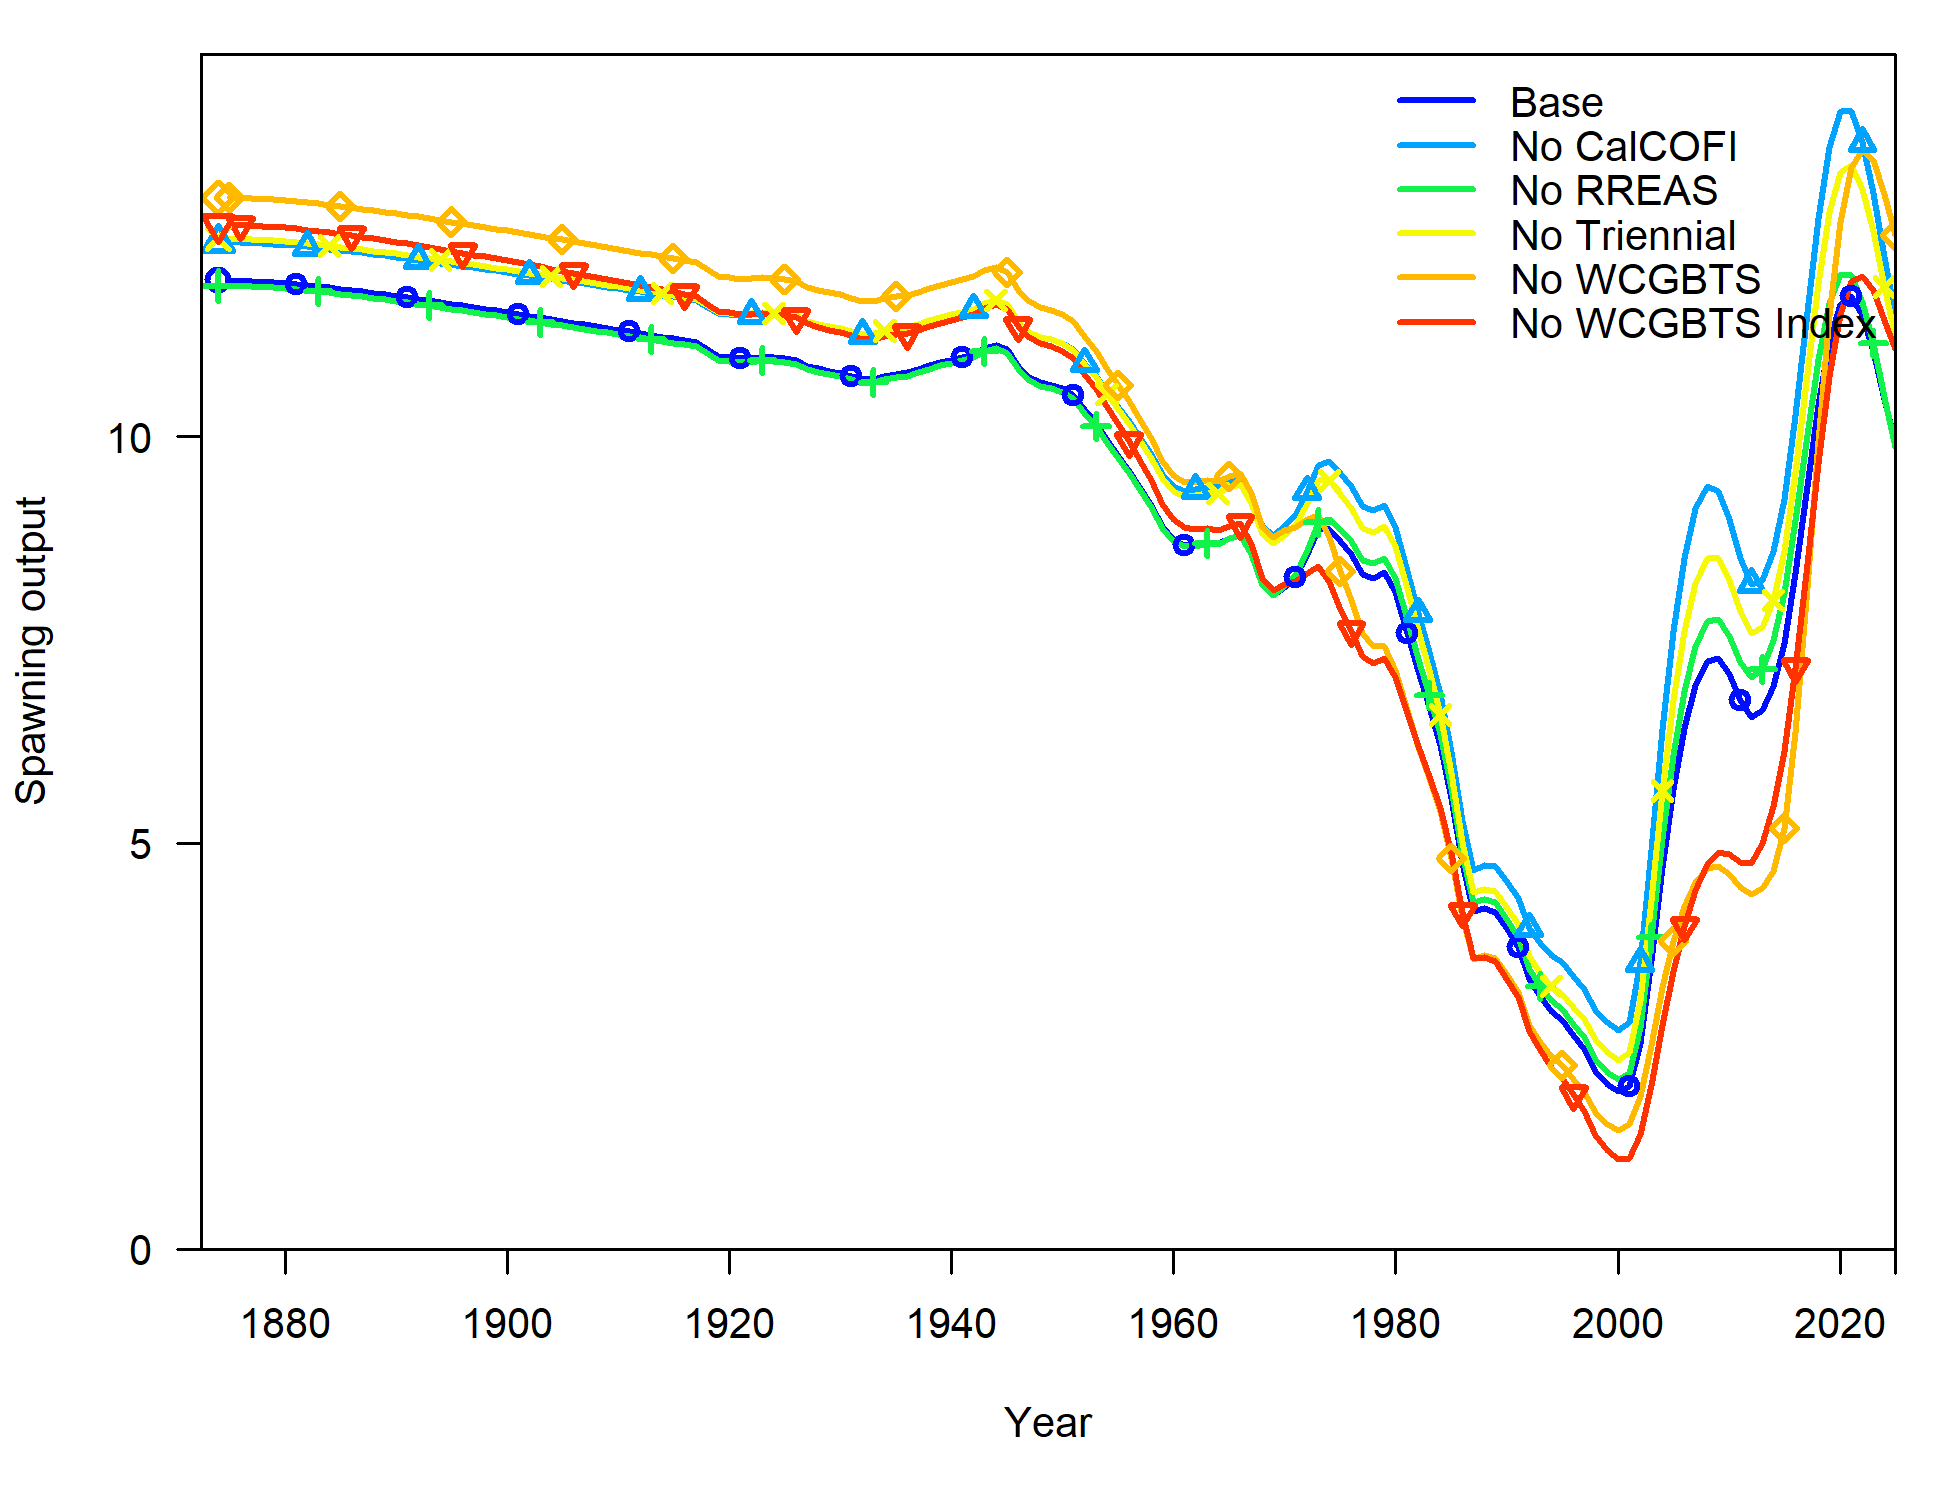 Base
No CalCOFI
No RREAS
No Triennial
No WCGBTS
No WCGBTS Index
Spawning output
10
5
0
1880 1900 1920 1940 1960 1980 2000 2020
Year